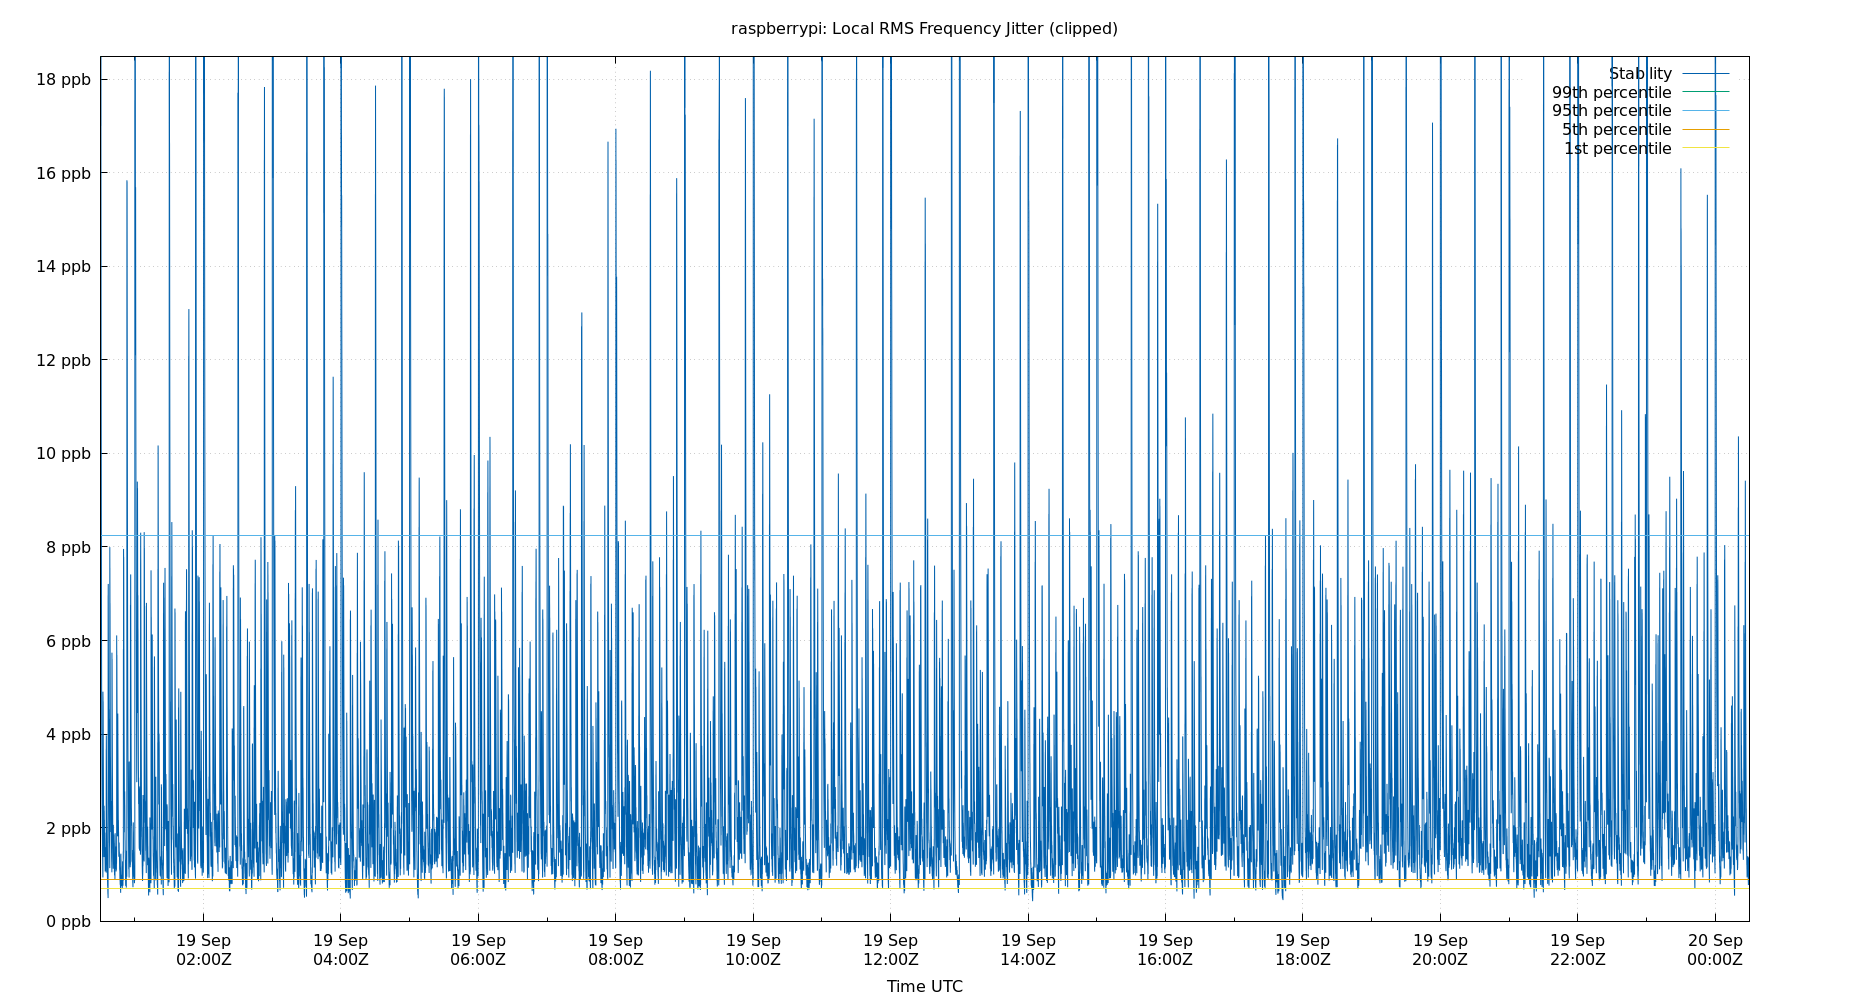 raspberrypi: Local RMS Frequency Jitter (clipped)
18 ppb
16 ppb
14 ppb
12 ppb
10 ppb
8 ppb
6 ppb
4 ppb
2 ppb
0 ppb
Stability
99th percentile
95th percentile
5th percentile
1st percentile
19 Sep 19 Sep 19 Sep 19 Sep 19 Sep 19 Sep 19 Sep 19 Sep 19 Sep 19 Sep 19 Sep 20 Sep
02:00Z 04:00Z 06:00Z 08:00Z 10:00Z 12:00Z 14:00Z 16:00Z 18:00Z 20:00Z 22:00Z 00:00Z
Time UTC